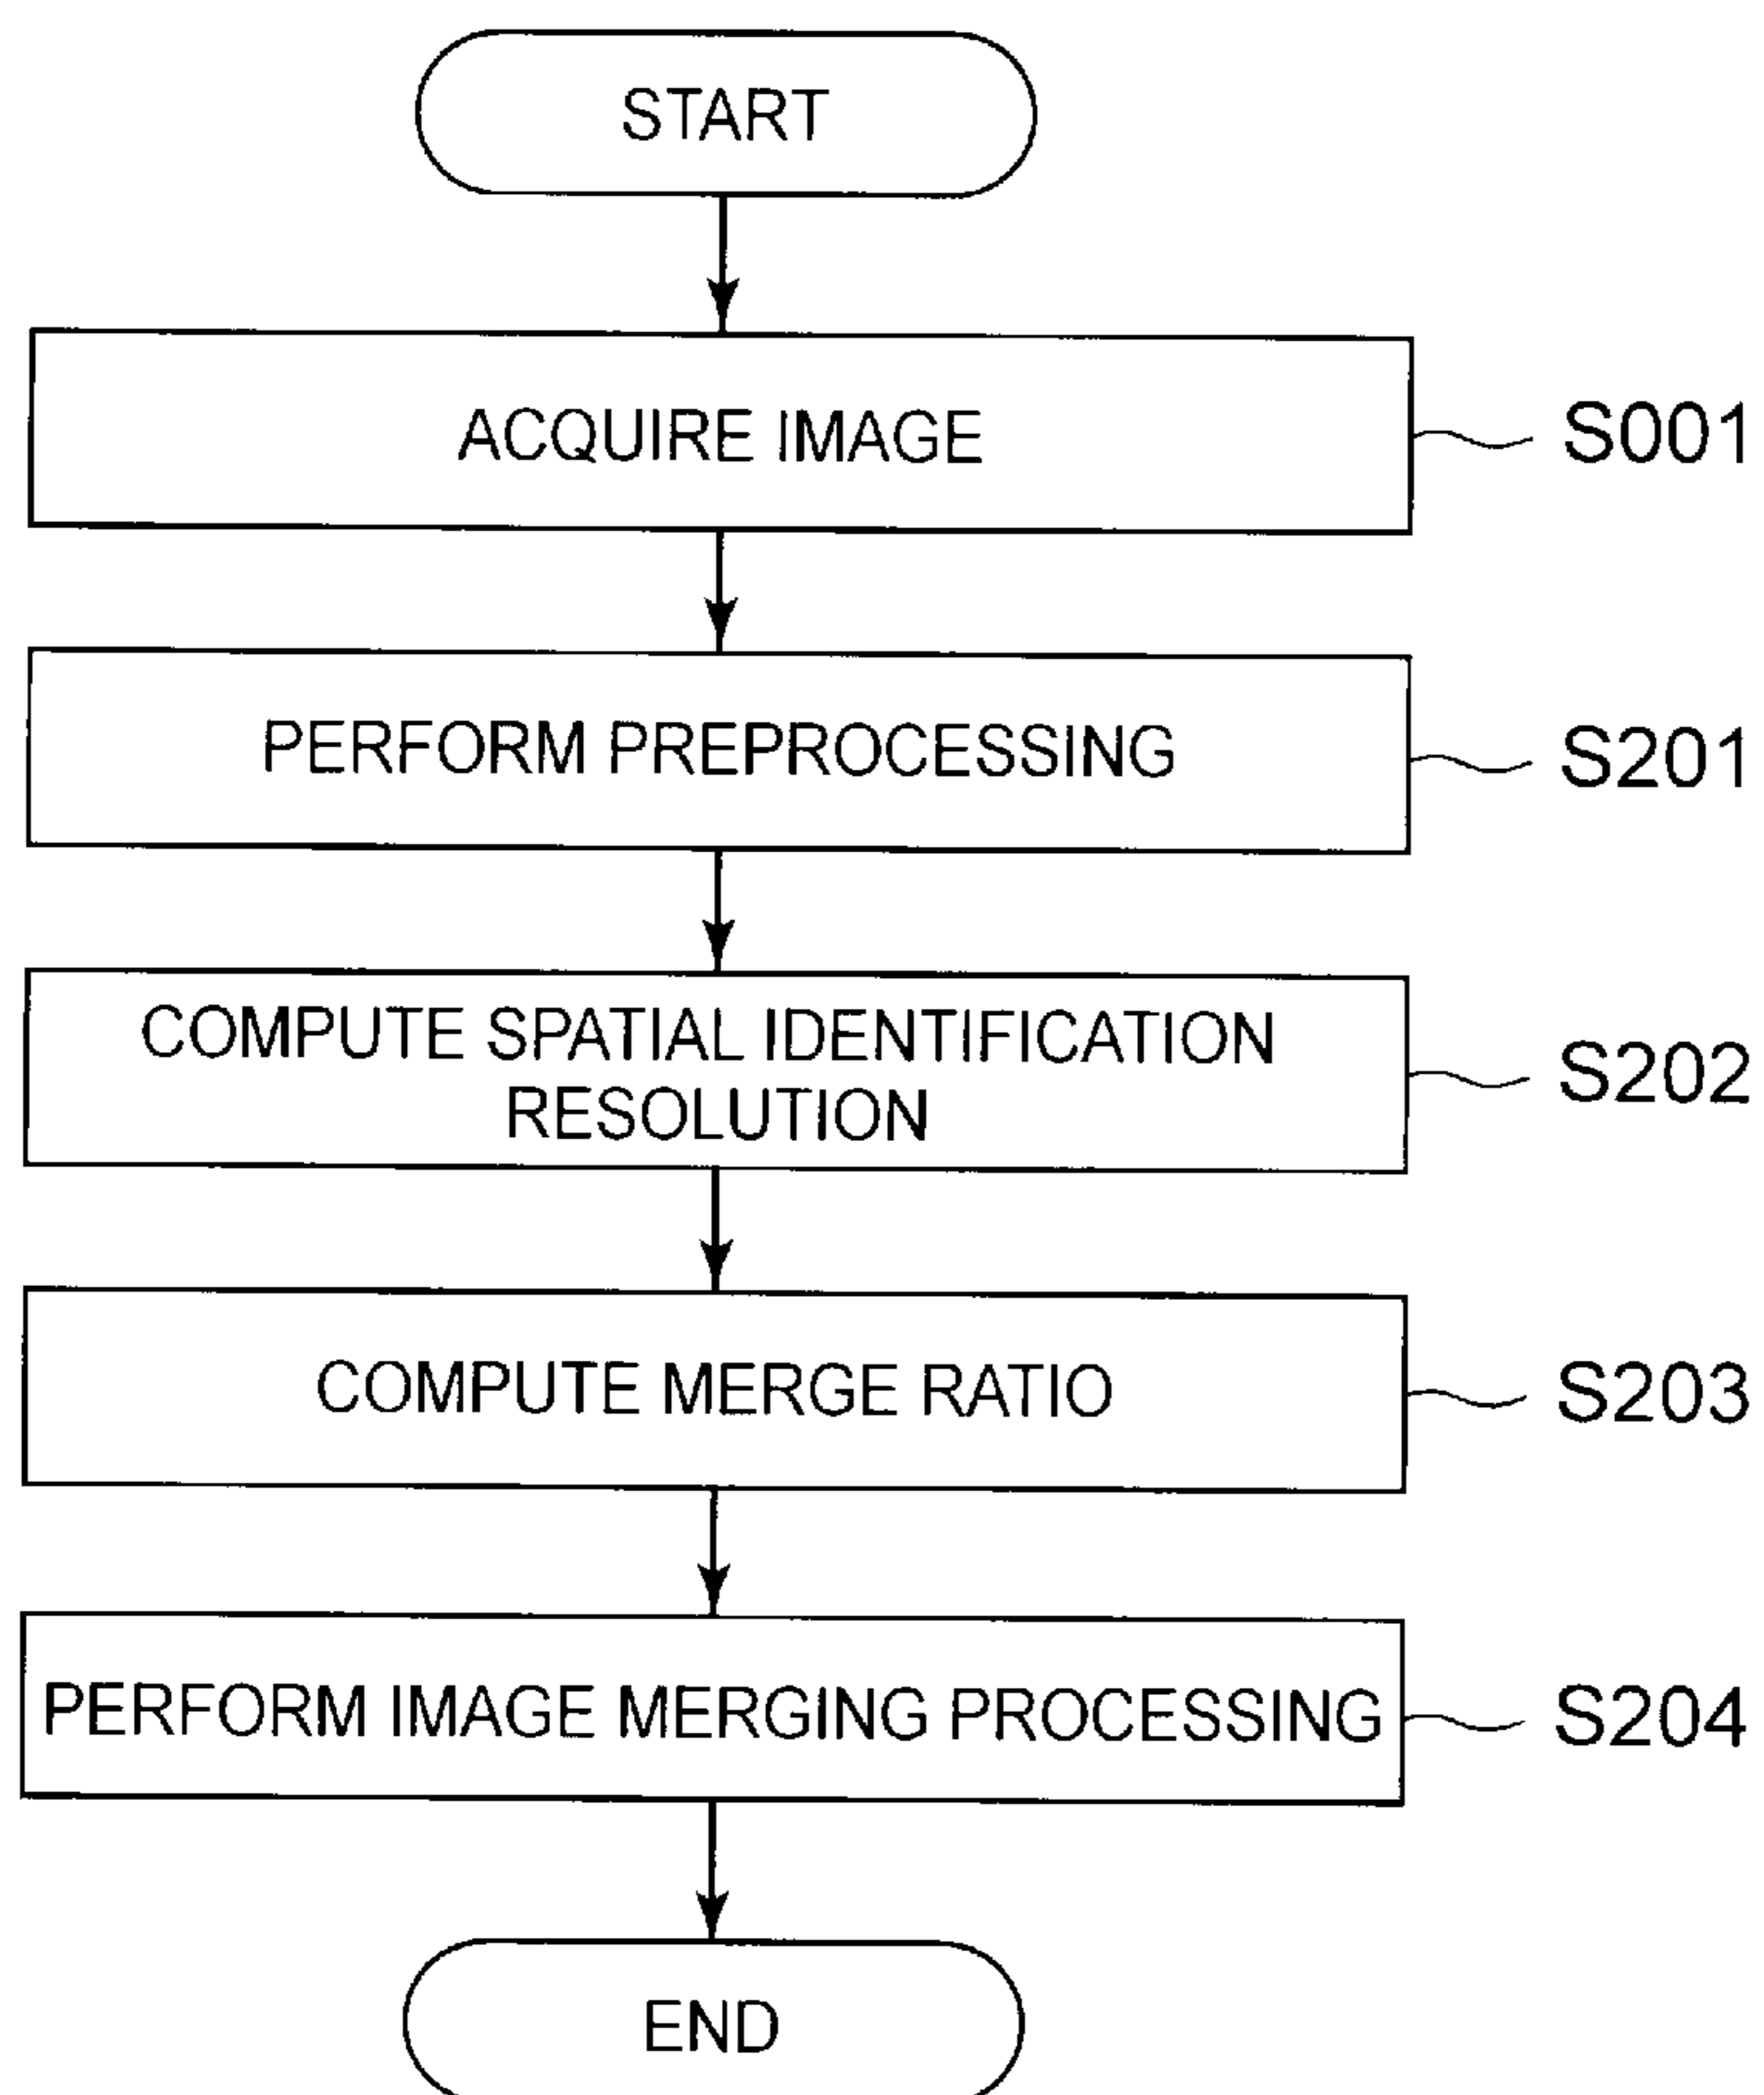 START
ACQUIRE IMAGE
S001
PERFORM PREPROCESSING
S201
COMPUTE SPATIAL IDENTIFICATION
RESOLUTION
S202
COMPUTE MERGE RATIO
S203
PERFORM IMAGE MERGING PROCESSING
S204
END